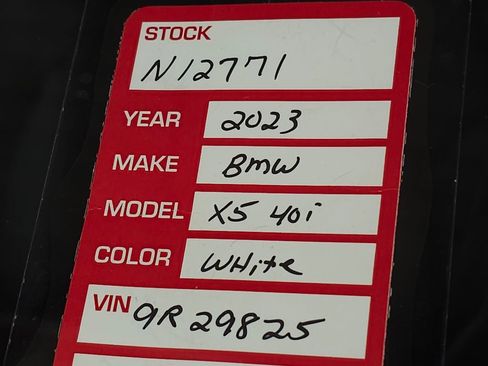 STOCK
N12771
YEAR 2023
MAKE BMW
MODEL X5 40i
COLOR WHite
VIN 9R29825